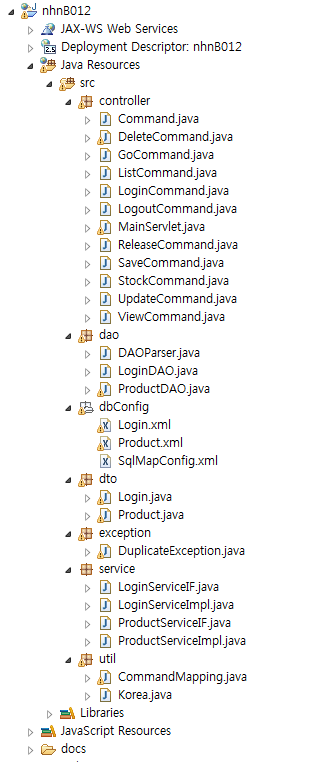 nhnB012
JAX-WS Web Services
Deployment Descriptor: nhnB012
Java Resources
src
controller
Command.java
DeleteCommand.java
GoCommand.java
ListCommand.java
LoginCommand.java
LogoutCommand.java
MainServlet.java
ReleaseCommand.java
SaveCommand.java
StockCommand.java
UpdateCommand.java
ViewCommand.java
dao
DAOParser.java
LoginDAO.java
ProductDAO.java
dbConfig
Login.xml
Product.xml
SqlMapConfig.xml
dto
Login.java
Product.java
exception
DuplicateException.java
service
LoginServiceIF.java
LoginServiceImpl.java
ProductServiceIF.java
ProductServiceImpl.java
util
CommandMapping.java
Korea.java
Libraries
JavaScript Resources
docs